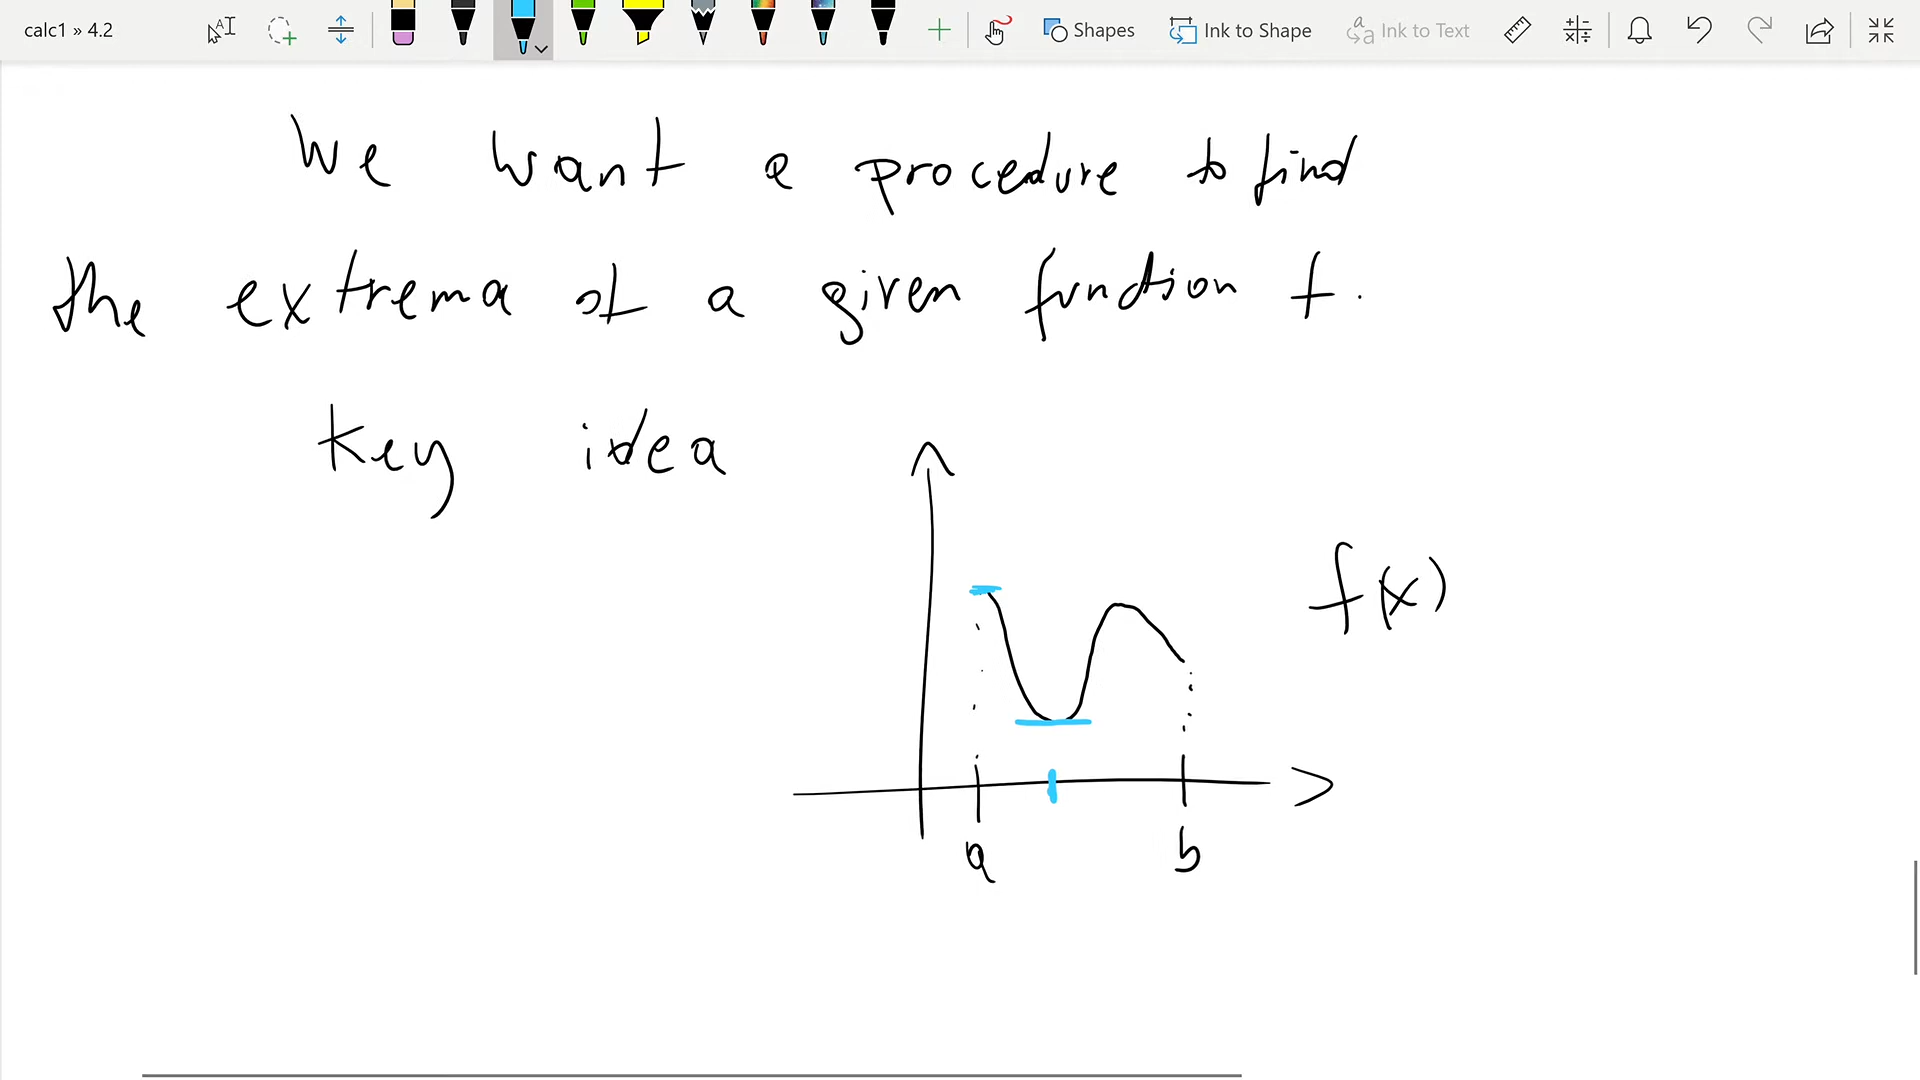 calc1 » 4.2
Shapes
Ink to Shape
Ink to Text
We want a procedure to find
the extrema of a given function f.
Key idea
f(x)
a b